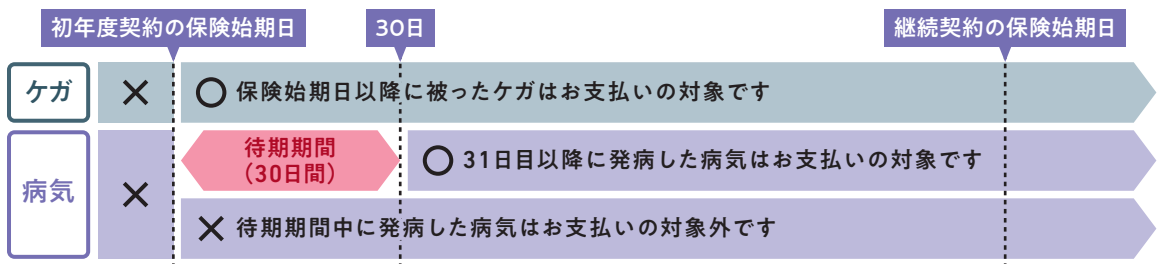 初年度契約の保険始期日
30日
継続契約の保険始期日
ケガ
×
○ 保険始期日以降に被ったケガはお支払いの対象です
病気
×
待期期間
(30日間)
○ 31日目以降に発病した病気はお支払いの対象です
× 待期期間中に発病した病気はお支払いの対象外です